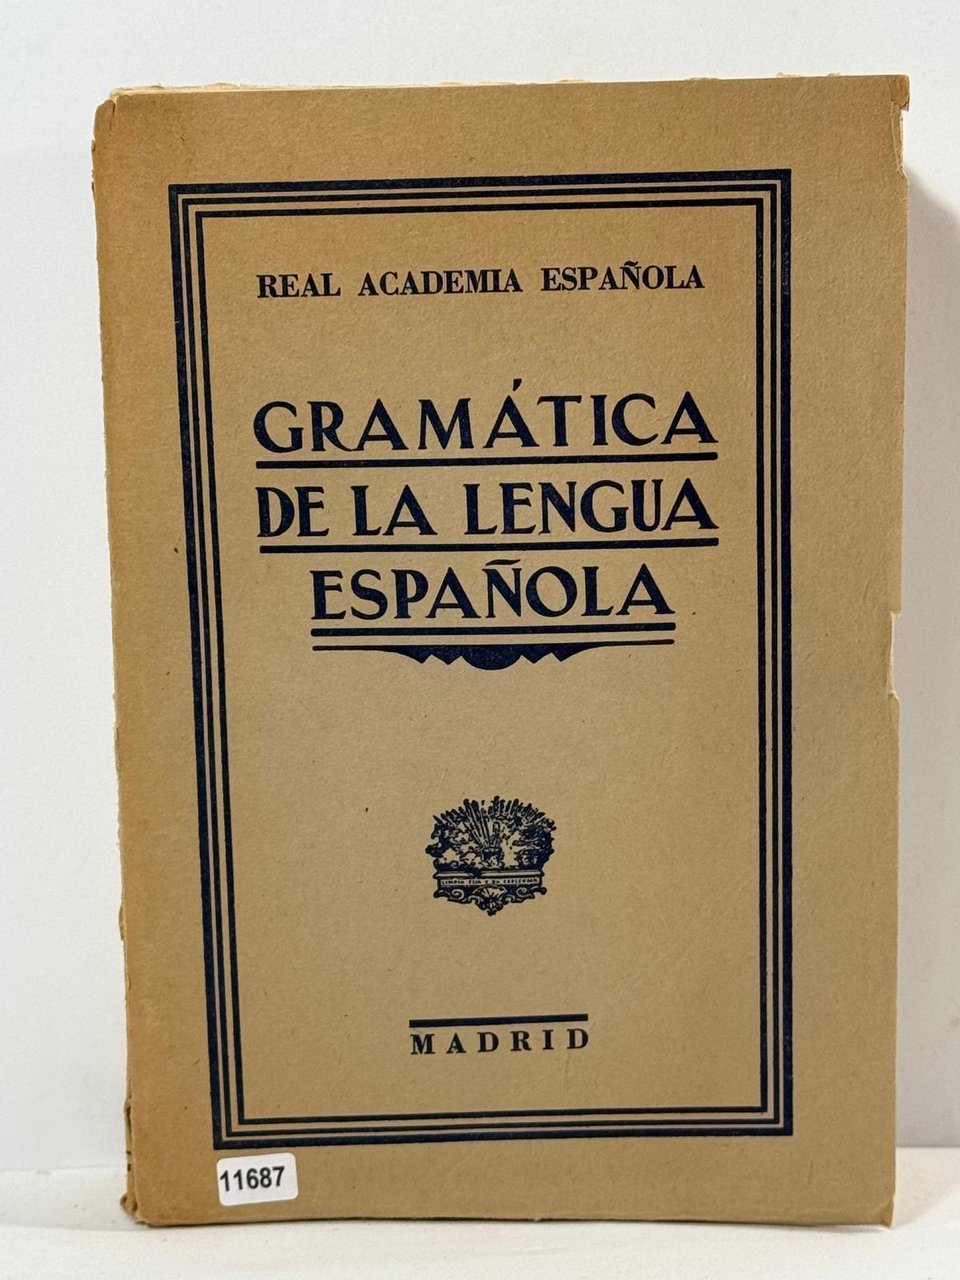 REAL ACADEMIA ESPAÑOLA
GRAMÁTICA
DE LA LENGUA
ESPAÑOLA
MADRID
11687